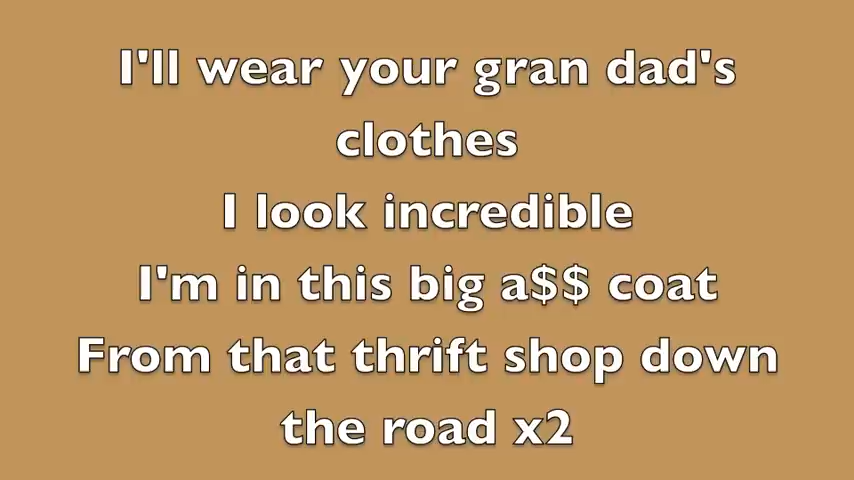 I'll wear your gran dad's
clothes
I look incredible
I'm in this big a$$ coat
From that thrift shop down
the road x2